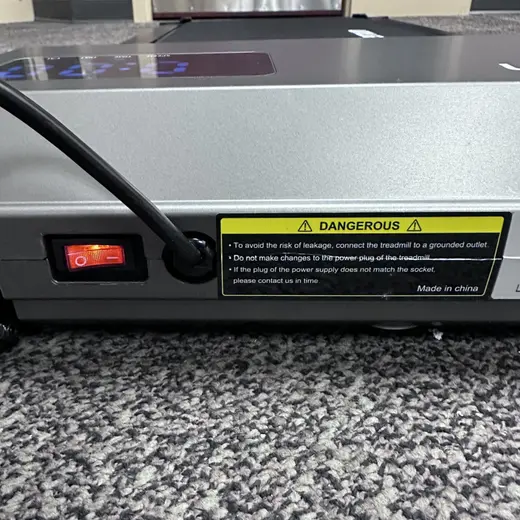 DANGEROUS
• To avoid the risk of leakage, connect the treadmill to a grounded outlet.
• Do not make changes to the power plug of the treadmill
• If the plug of the power supply does not match the socket.
please contact us in time
Made in china